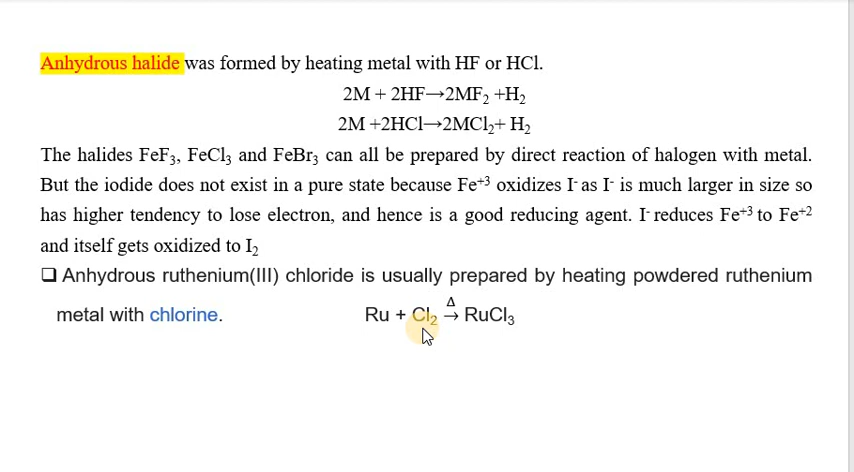 Anhydrous halide was formed by heating metal with HF or HCl.
2M + 2HF→2MF₂ +H₂
2M +2HCl→2MCl₂+ H₂
The halides FeF₃, FeCl₃ and FeBr₃ can all be prepared by direct reaction of halogen with metal.
But the iodide does not exist in a pure state because Fe⁺³ oxidizes I⁻ as I⁻ is much larger in size so
has higher tendency to lose electron, and hence is a good reducing agent. I⁻ reduces Fe⁺³ to Fe⁺²
and itself gets oxidized to I₂
❑ Anhydrous ruthenium(III) chloride is usually prepared by heating powdered ruthenium
metal with chlorine.
Δ
Ru + Cl₂ → RuCl₃